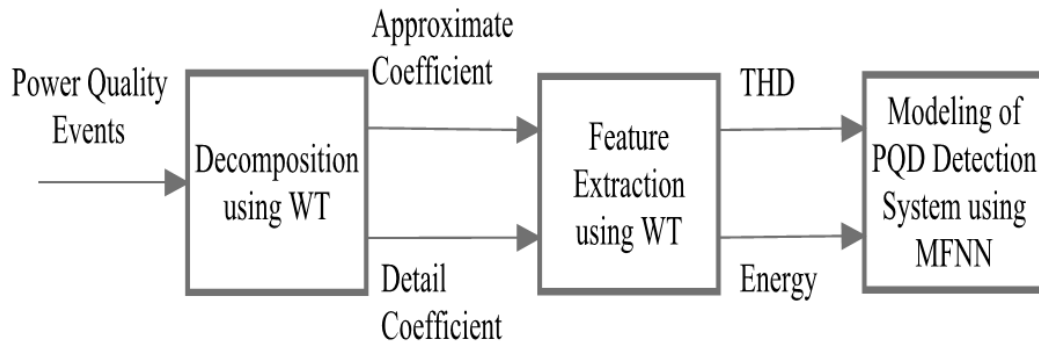 Power Quality
Events
Decomposition
using WT
Approximate
Coefficient
Detail
Coefficient
Feature
Extraction
using WT
THD
Energy
Modeling of
PQD Detection
System using
MFNN